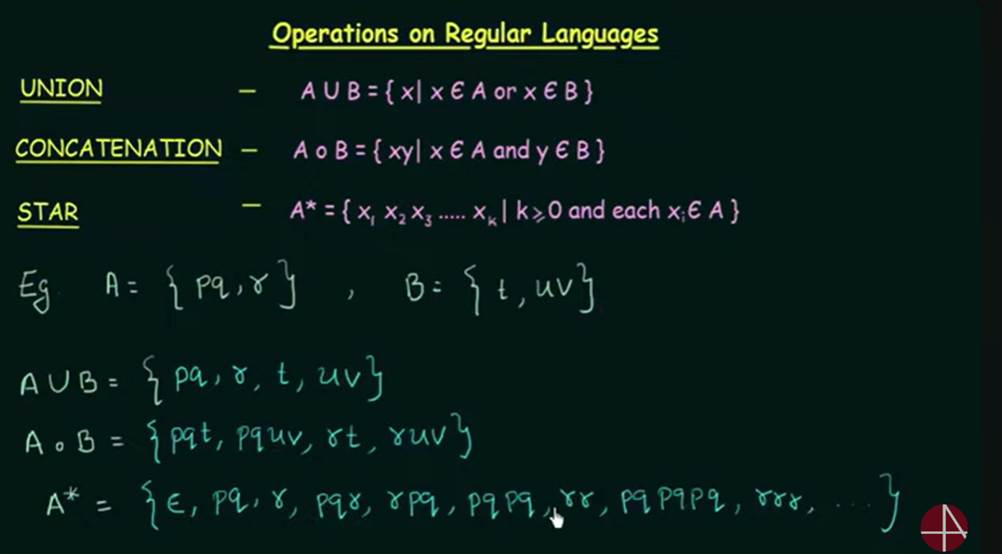 Operations on Regular Languages
UNION – A U B = { x| x Є A or x Є B }
CONCATENATION – A o B = { xy| x Є A and y Є B }
STAR – A* = { x₁ x₂ x₃ ..... xₖ | k ⩾ 0 and each xᵢ Є A }
Eg. A = { pq, r } , B = { t, uv }
A U B = { pq, r, t, uv }
A o B = { pqt, pquv, rt, ruv }
A* = { ϵ, pq, r, pqr, rpq, pqpq, rr, pqpqpq, rrr, .... }